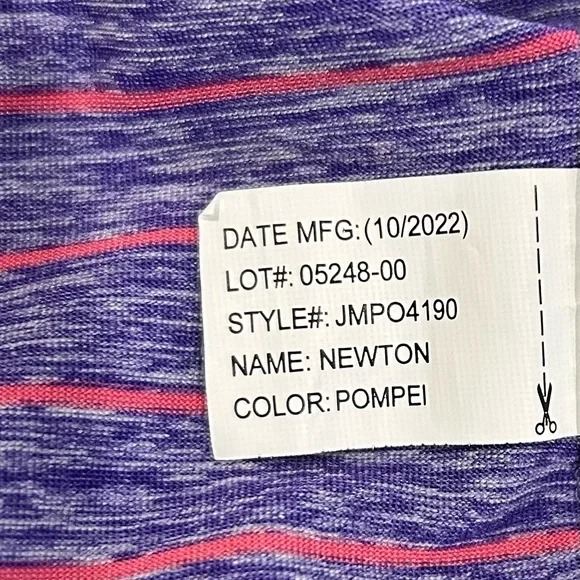 DATE MFG: (10/2022)
LOT#: 05248-00
STYLE#: JMPO4190
NAME: NEWTON
COLOR: POMPEI